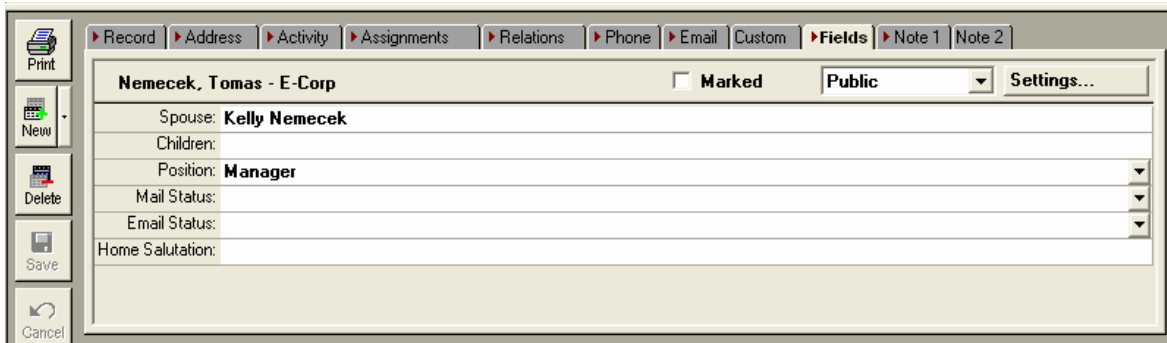 Print
New
Delete
Save
Cancel
Record Address Activity Assignments Relations Phone Email Custom Fields Note 1 Note 2
Nemecek, Tomas - E-Corp Marked Public Settings...
Spouse: Kelly Nemecek
Children:
Position: Manager
Mail Status:
Email Status:
Home Salutation: